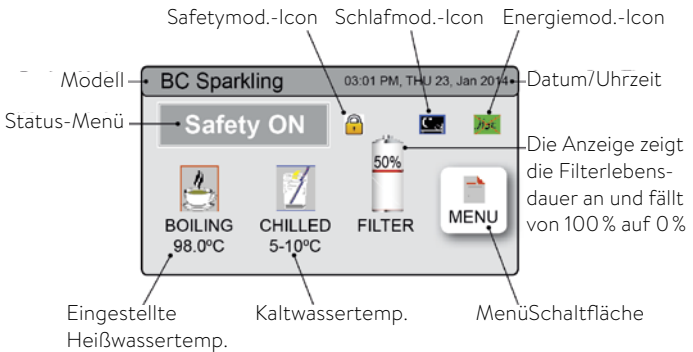 Safetymod.-Icon Schlafmod.-Icon Energiemod.-Icon
Modell
BC Sparkling
03:01 PM, THU 23, Jan 2014
Datum/Uhrzeit
Status-Menü
Safety ON
50%
Die Anzeige zeigt
die Filterlebens-
dauer an und fällt
von 100 % auf 0 %
BOILING
98.0ºC
CHILLED
5-10ºC
FILTER
MENU
Eingestellte
Heißwassertemp.
Kaltwassertemp.
MenüSchaltfläche